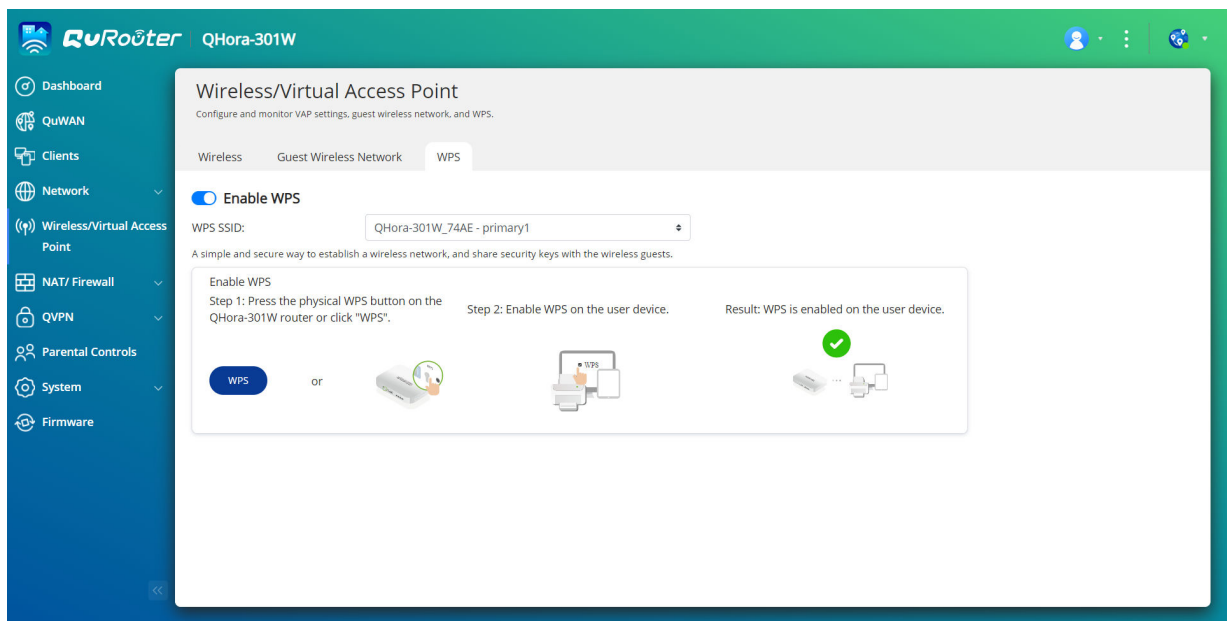 QuRouter QHora-301W
Dashboard
QuWAN
Clients
Network
Wireless/Virtual Access
Point
NAT/ Firewall
QVPN
Parental Controls
System
Firmware
Wireless/Virtual Access Point
Configure and monitor VAP settings, guest wireless network, and WPS.
Wireless Guest Wireless Network WPS
Enable WPS
WPS SSID: QHora-301W_74AE - primary1
A simple and secure way to establish a wireless network, and share security keys with the wireless guests.
Enable WPS
Step 1: Press the physical WPS button on the
QHora-301W router or click "WPS".
Step 2: Enable WPS on the user device.
Result: WPS is enabled on the user device.
WPS or
WPS